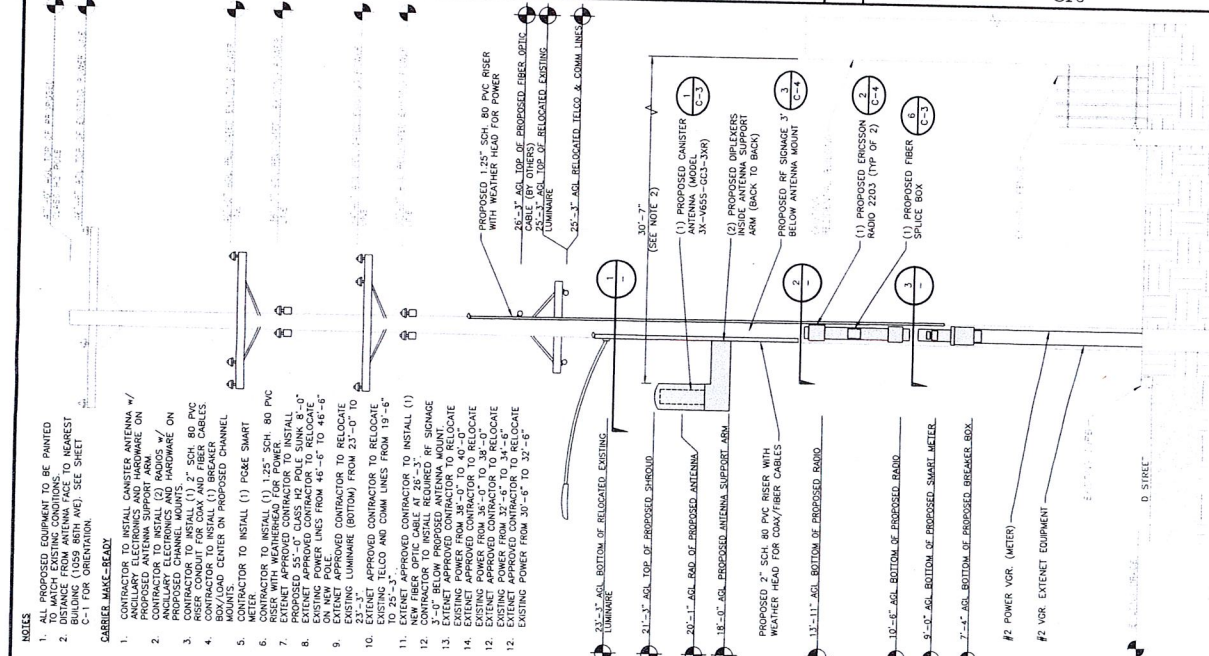 NOTES
1. ALL PROPOSED EQUIPMENT TO BE PAINTED
TO MATCH EXISTING CONDITIONS.
2. DISTANCE FROM ANTENNA FACE TO NEAREST
BUILDING (1059 86TH AVE). SEE SHEET
C-1 FOR ORIENTATION.
CARRIER MAKE-READY
1. CONTRACTOR TO INSTALL CANISTER ANTENNA w/
ANCILLARY ELECTRONICS AND HARDWARE ON
PROPOSED ANTENNA SUPPORT ARM.
2. CONTRACTOR TO INSTALL (2) RADIOS w/
ANCILLARY ELECTRONICS AND HARDWARE ON
PROPOSED CHANNEL MOUNTS.
3. CONTRACTOR TO INSTALL (1) 2" SCH. 80 PVC
RISER CONDUIT FOR COAX AND FIBER CABLES.
4. CONTRACTOR TO INSTALL (1) BREAKER
BOX/LOAD CENTER ON PROPOSED CHANNEL
MOUNTS.
5. CONTRACTOR TO INSTALL (1) PG&E SMART
METER.
6. CONTRACTOR TO INSTALL (1) 1.25" SCH. 80 PVC
RISER WITH WEATHERHEAD FOR POWER.
7. EXTENET APPROVED CONTRACTOR TO INSTALL
PROPOSED 55'-0" CLASS H2 POLE SUNK 8'-0"
8. EXTENET APPROVED CONTRACTOR TO RELOCATE
EXISTING POWER LINES FROM 46'-6" TO 46'-6"
ON NEW POLE.
9. EXTENET APPROVED CONTRACTOR TO RELOCATE
EXISTING LUMINAIRE (BOTTOM) FROM 23'-0" TO
23'-3"
10. EXTENET APPROVED CONTRACTOR TO RELOCATE
EXISTING TELCO AND COMM LINES FROM 19'-6"
TO 25'-3".
11. EXTENET APPROVED CONTRACTOR TO INSTALL (1)
NEW FIBER OPTIC CABLE AT 26'-3"
12. CONTRACTOR TO INSTALL REQUIRED RF SIGNAGE
3'-0" BELOW PROPOSED ANTENNA MOUNT.
13. EXTENET APPROVED CONTRACTOR TO RELOCATE
EXISTING POWER FROM 38'-0" TO 40'-0"
14. EXTENET APPROVED CONTRACTOR TO RELOCATE
EXISTING POWER FROM 36'-0" TO 38'-0"
12. EXTENET APPROVED CONTRACTOR TO RELOCATE
EXISTING POWER FROM 32'-6" TO 34'-6"
12. EXTENET APPROVED CONTRACTOR TO RELOCATE
EXISTING POWER FROM 30'-6" TO 32'-6"
PROPOSED 1.25" SCH. 80 PVC RISER
WITH WEATHER HEAD FOR POWER
26'-3" AGL TOP OF PROPOSED FIBER OPTIC
CABLE (BY OTHERS)
25'-3" AGL TOP OF RELOCATED EXISTING
LUMINAIRE
25'-3" AGL RELOCATED TELCO & COMM LINES
30'-7"
(SEE NOTE 2)
(1) PROPOSED CANISTER
ANTENNA (MODEL
3X-V65S-GC3-3XR)
1
C-3
(2) PROPOSED DIPLEXERS
INSIDE ANTENNA SUPPORT
ARM (BACK TO BACK)
PROPOSED RF SIGNAGE 3'
BELOW ANTENNA MOUNT
3
C-4
(1) PROPOSED ERICSSON
RADIO 2203 (TYP OF 2)
2
C-4
(1) PROPOSED FIBER
SPLICE BOX
6
C-3
1
-
2
-
3
-
23'-3" AGL BOTTOM OF RELOCATED EXISTING
LUMINAIRE
21'-3" AGL TOP OF PROPOSED SHROUD
20'-1" AGL RAD OF PROPOSED ANTENNA
18'-0" AGL PROPOSED ANTENNA SUPPORT ARM
PROPOSED 2" SCH. 80 PVC RISER WITH
WEATHER HEAD FOR COAX/FIBER CABLES
13'-11" AGL BOTTOM OF PROPOSED RADIO
10'-6" AGL BOTTOM OF PROPOSED RADIO
9'-0" AGL BOTTOM OF PROPOSED SMART METER
7'-4" AGL BOTTOM OF PROPOSED BREAKER BOX
#2 POWER VGR. (METER)
#2 VGR. EXTENET EQUIPMENT
D STREET